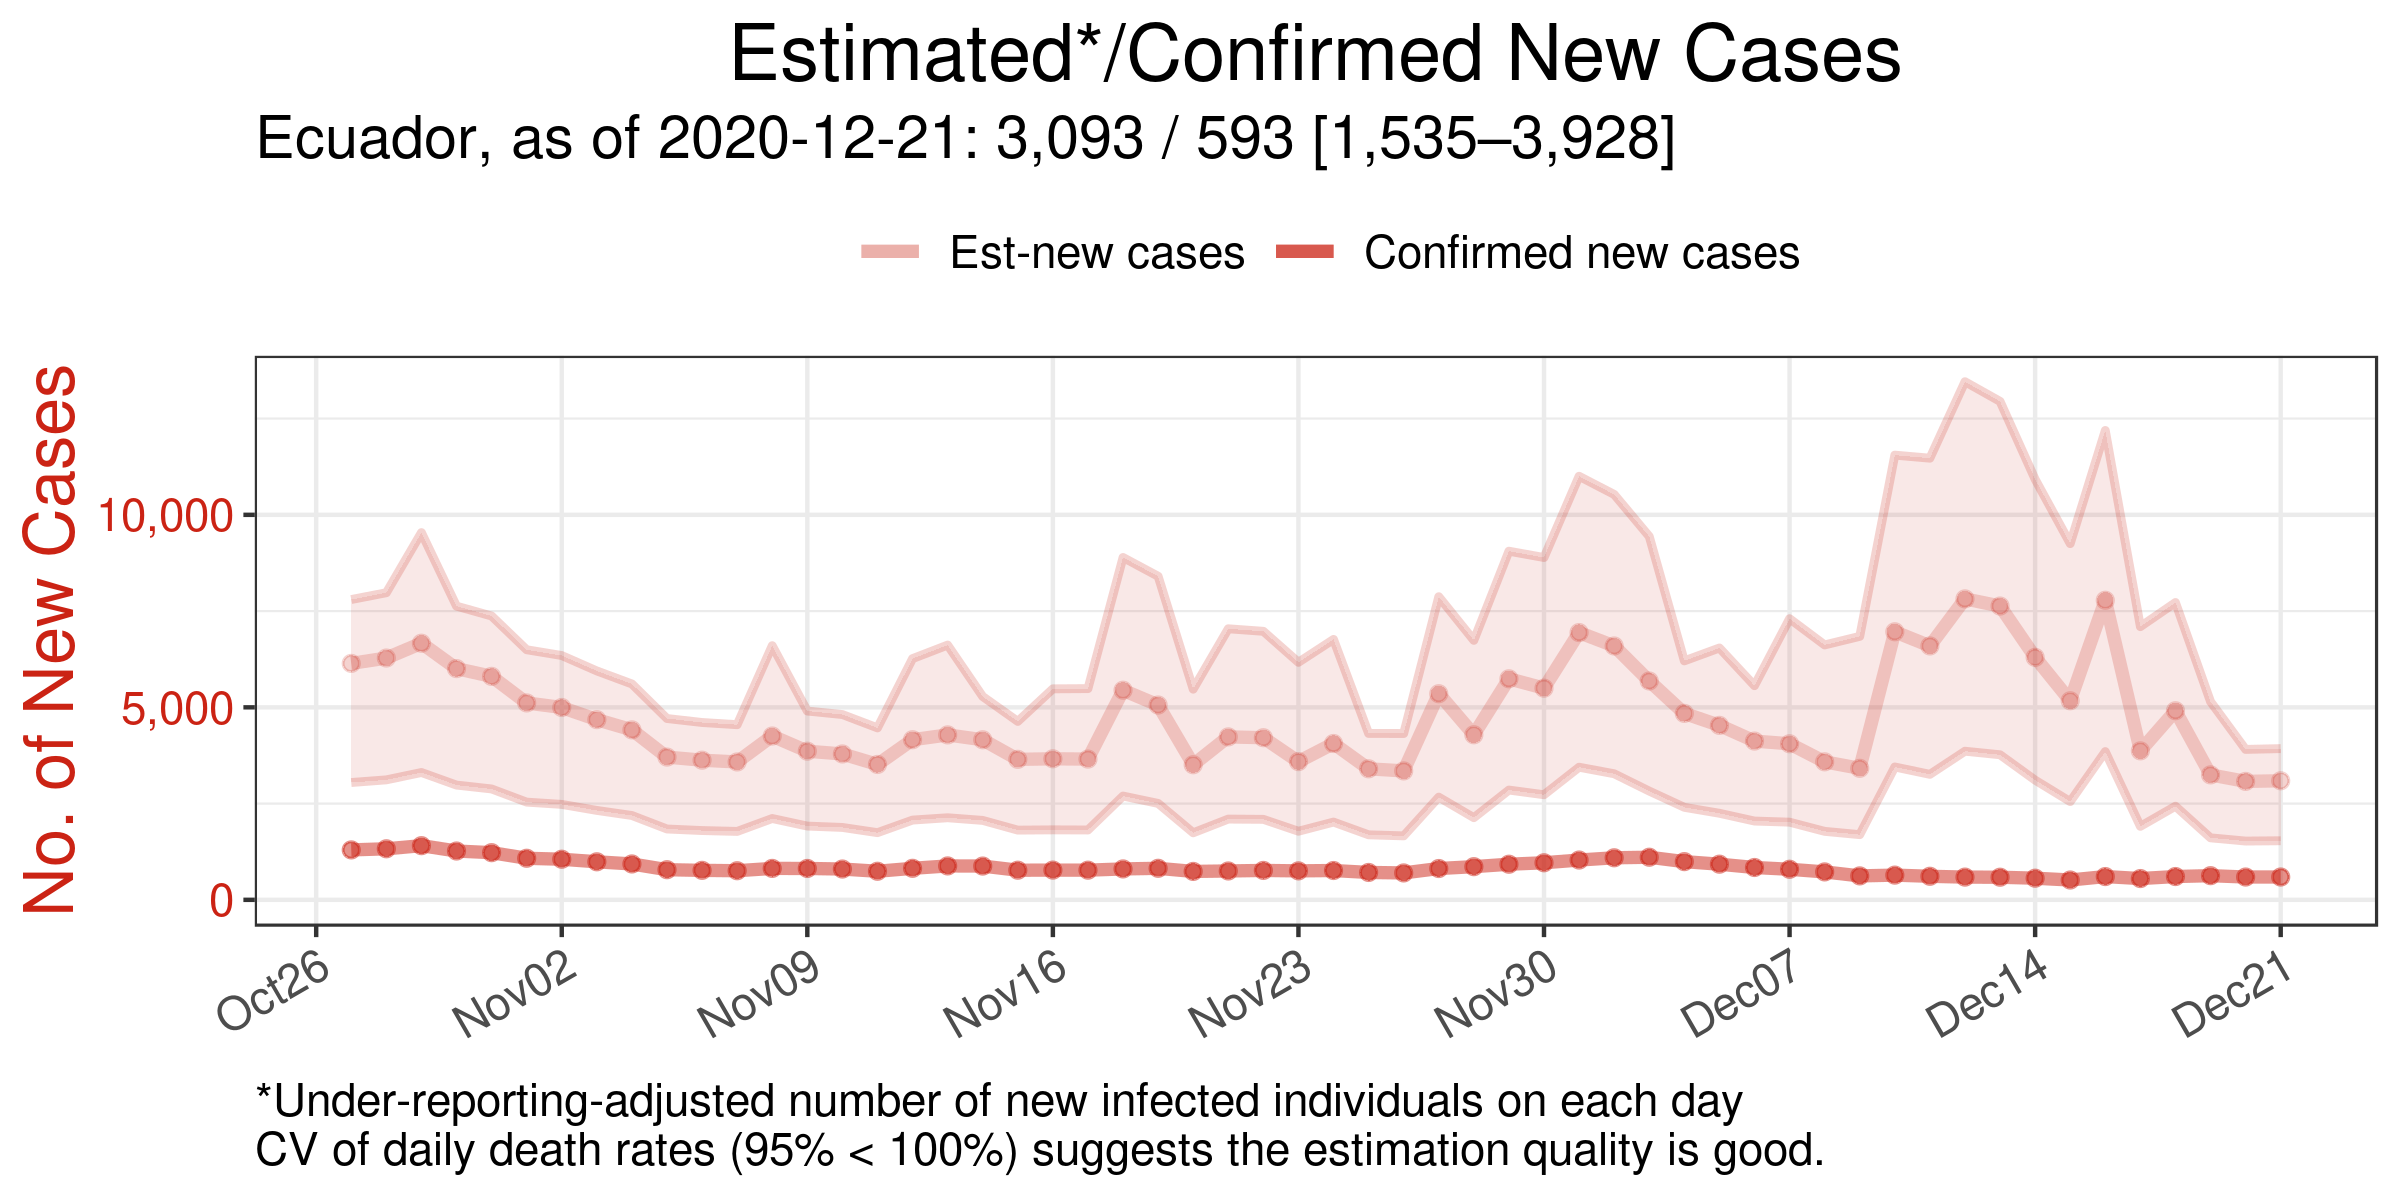 Estimated*/Confirmed New Cases
Ecuador, as of 2020-12-21: 3,093 / 593 [1,535–3,928]
Est-new cases
Confirmed new cases
No. of New Cases
10,000
5,000
0
Oct26
Nov02
Nov09
Nov16
Nov23
Nov30
Dec07
Dec14
Dec21
*Under-reporting-adjusted number of new infected individuals on each day
CV of daily death rates (95% < 100%) suggests the estimation quality is good.